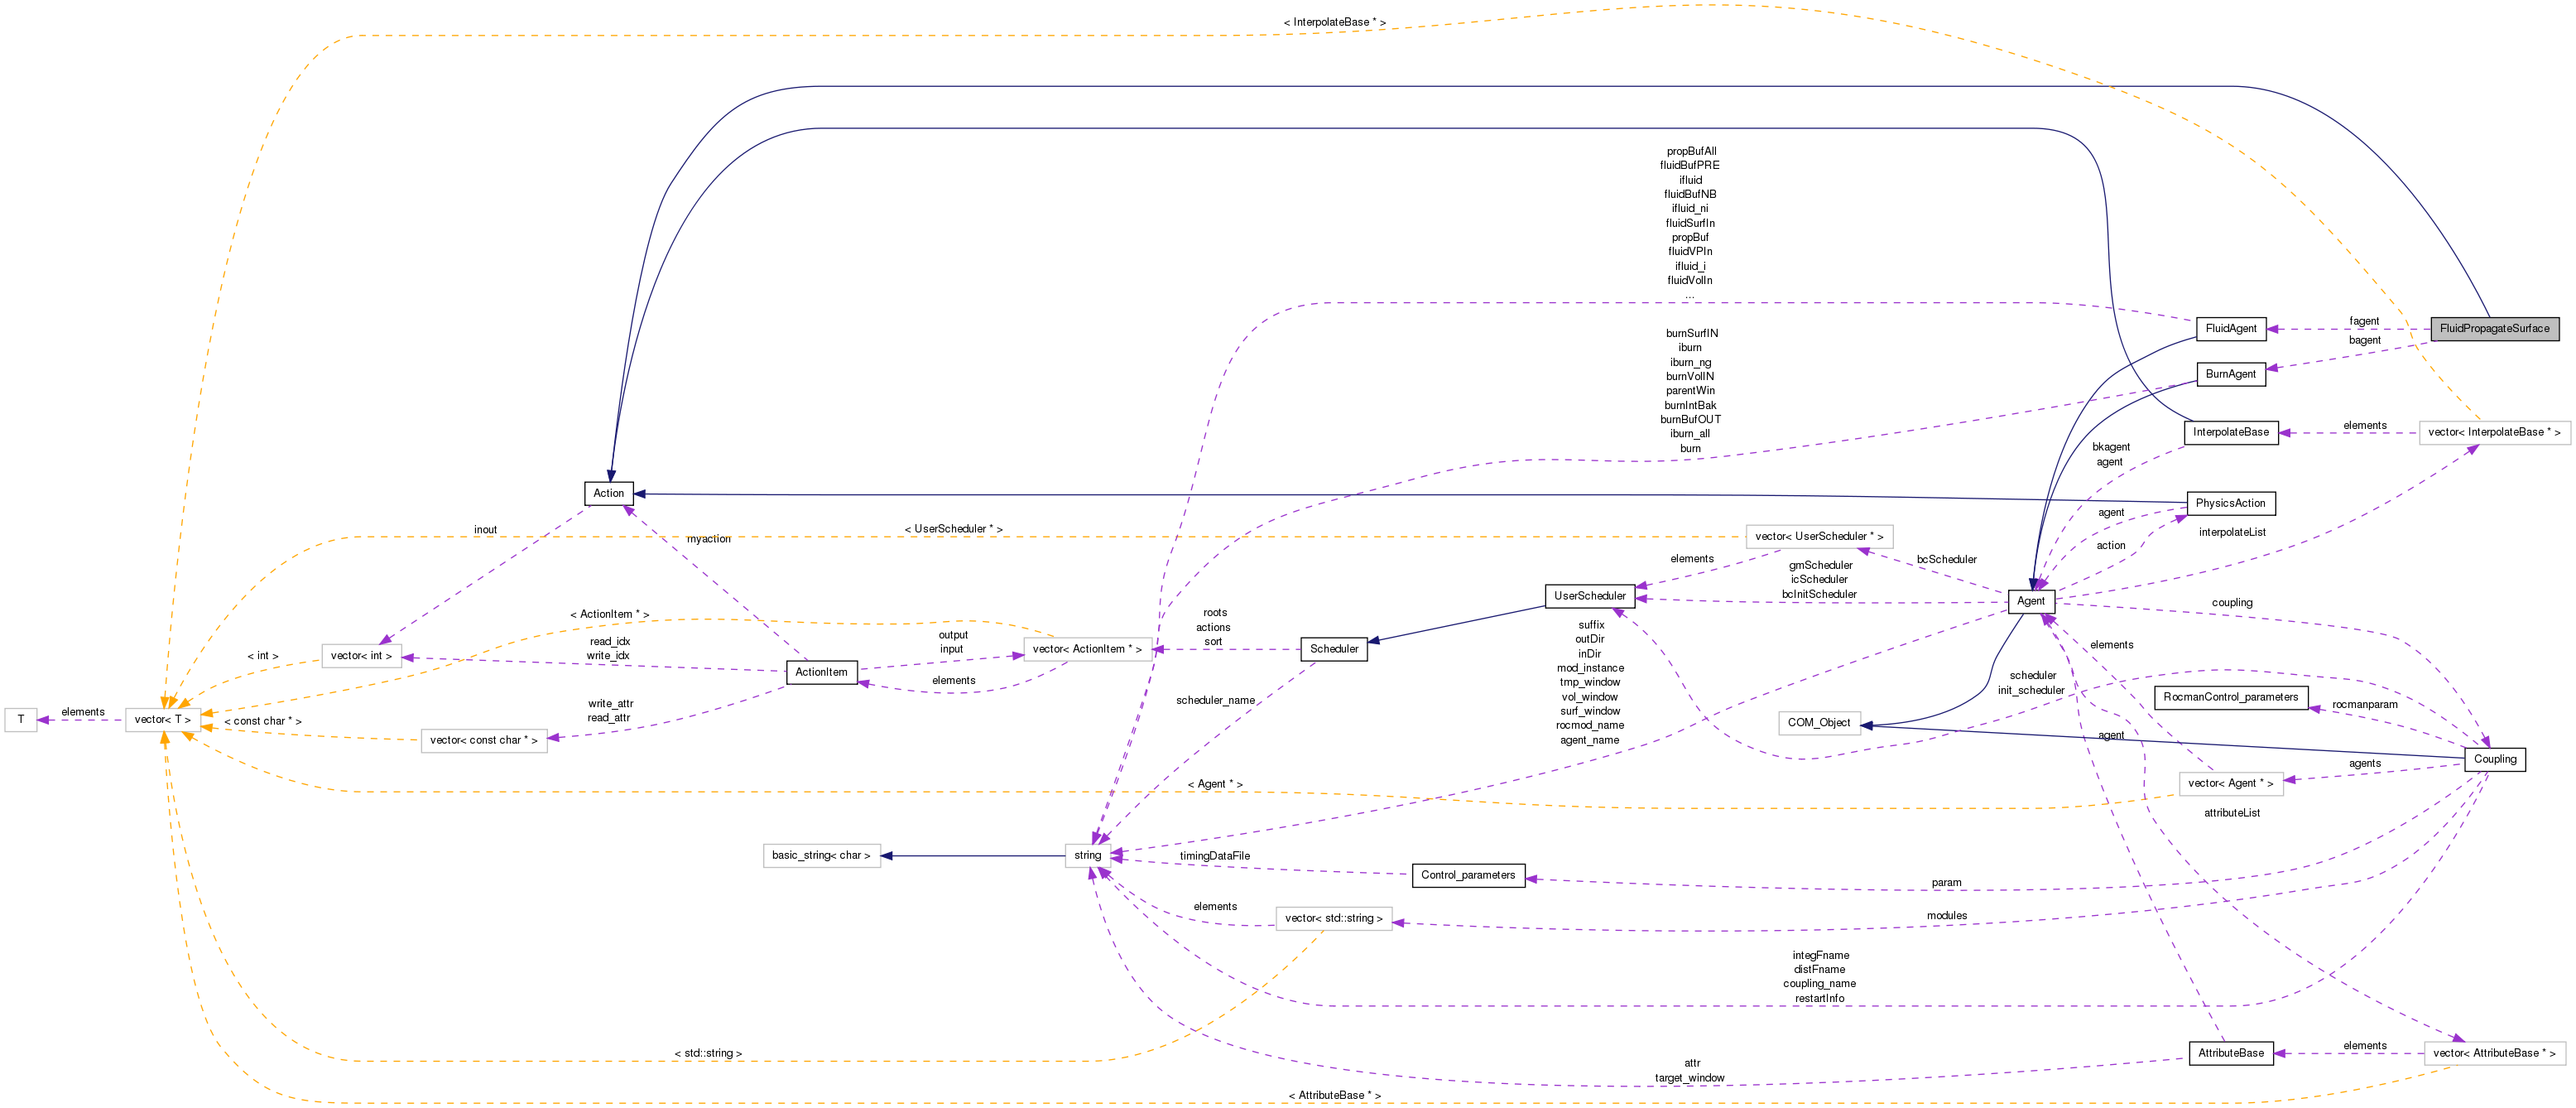 < InterpolateBase * >
propBufAll
fluidBufPRE
ifluid
fluidBufNB
ifluid_ni
fluidSurfIn
propBuf
fluidVPIn
ifluid_i
fluidVolIn
...
FluidAgent
fagent
FluidPropagateSurface
bagent
burnSurfIN
iburn
iburn_ng
burnVolIN
parentWin
burnIntBak
burnBufOUT
iburn_all
burn
BurnAgent
InterpolateBase
elements
vector< InterpolateBase * >
bkagent
agent
Action
PhysicsAction
agent
action
interpolateList
inout
myaction
< UserScheduler * >
vector< UserScheduler * >
elements
bcScheduler
gmScheduler
icScheduler
bcInitScheduler
UserScheduler
Agent
coupling
< ActionItem * >
roots
actions
sort
output
input
read_idx
write_idx
< int >
vector< int >
ActionItem
vector< ActionItem * >
elements
Scheduler
suffix
outDir
inDir
mod_instance
tmp_window
vol_window
surf_window
rocmod_name
agent_name
elements
scheduler
init_scheduler
RocmanControl_parameters
rocmanparam
scheduler_name
write_attr
read_attr
T
elements
vector< T >
< const char * >
vector< const char * >
COM_Object
agent
Coupling
agents
vector< Agent * >
< Agent * >
attributeList
basic_string< char >
string
timingDataFile
Control_parameters
param
elements
vector< std::string >
modules
integFname
distFname
coupling_name
restartInfo
< std::string >
attr
target_window
AttributeBase
elements
vector< AttributeBase * >
< AttributeBase * >